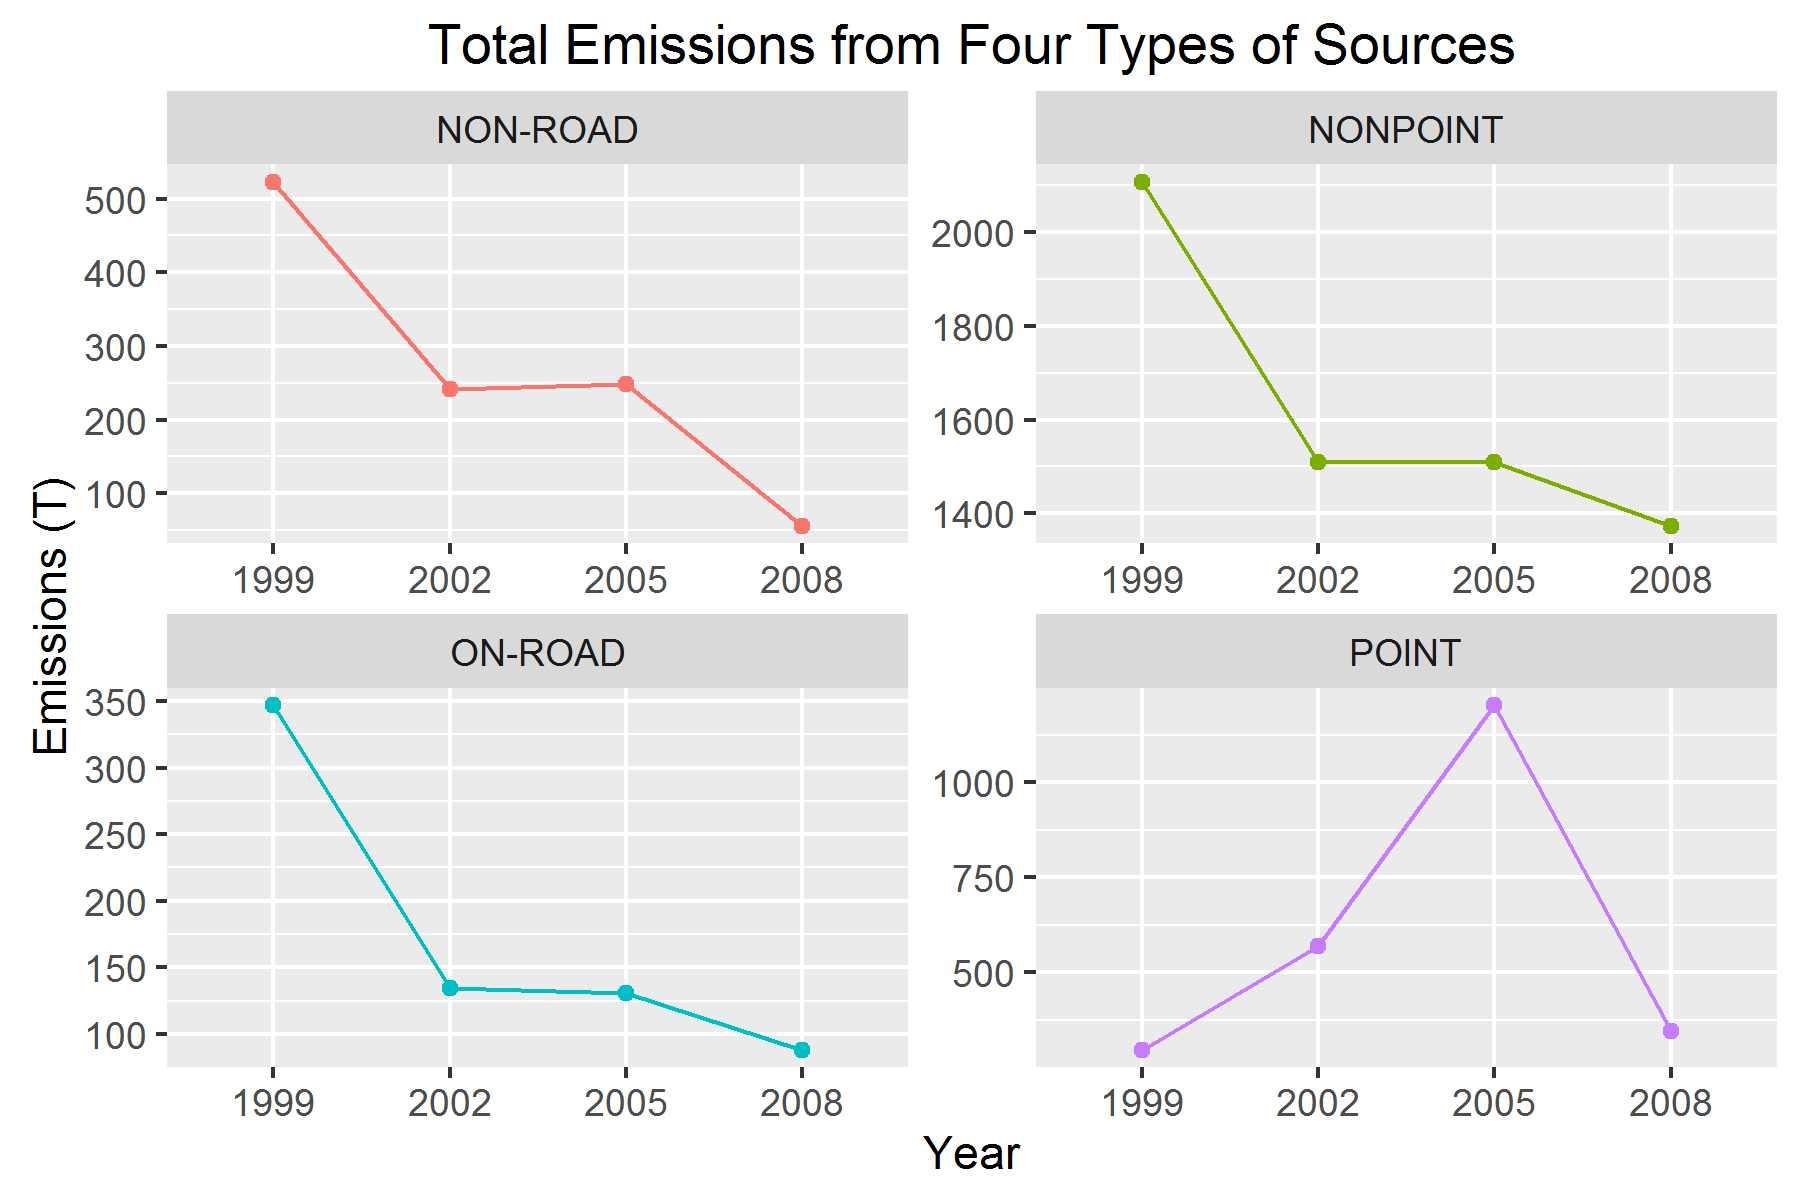 Total Emissions from Four Types of Sources
NON-ROAD
500
400
300
200
100
1999 2002 2005 2008
NONPOINT
2000
1800
1600
1400
1999 2002 2005 2008
ON-ROAD
350
300
250
200
150
100
1999 2002 2005 2008
POINT
1000
750
500
1999 2002 2005 2008
Emissions (T)
Year